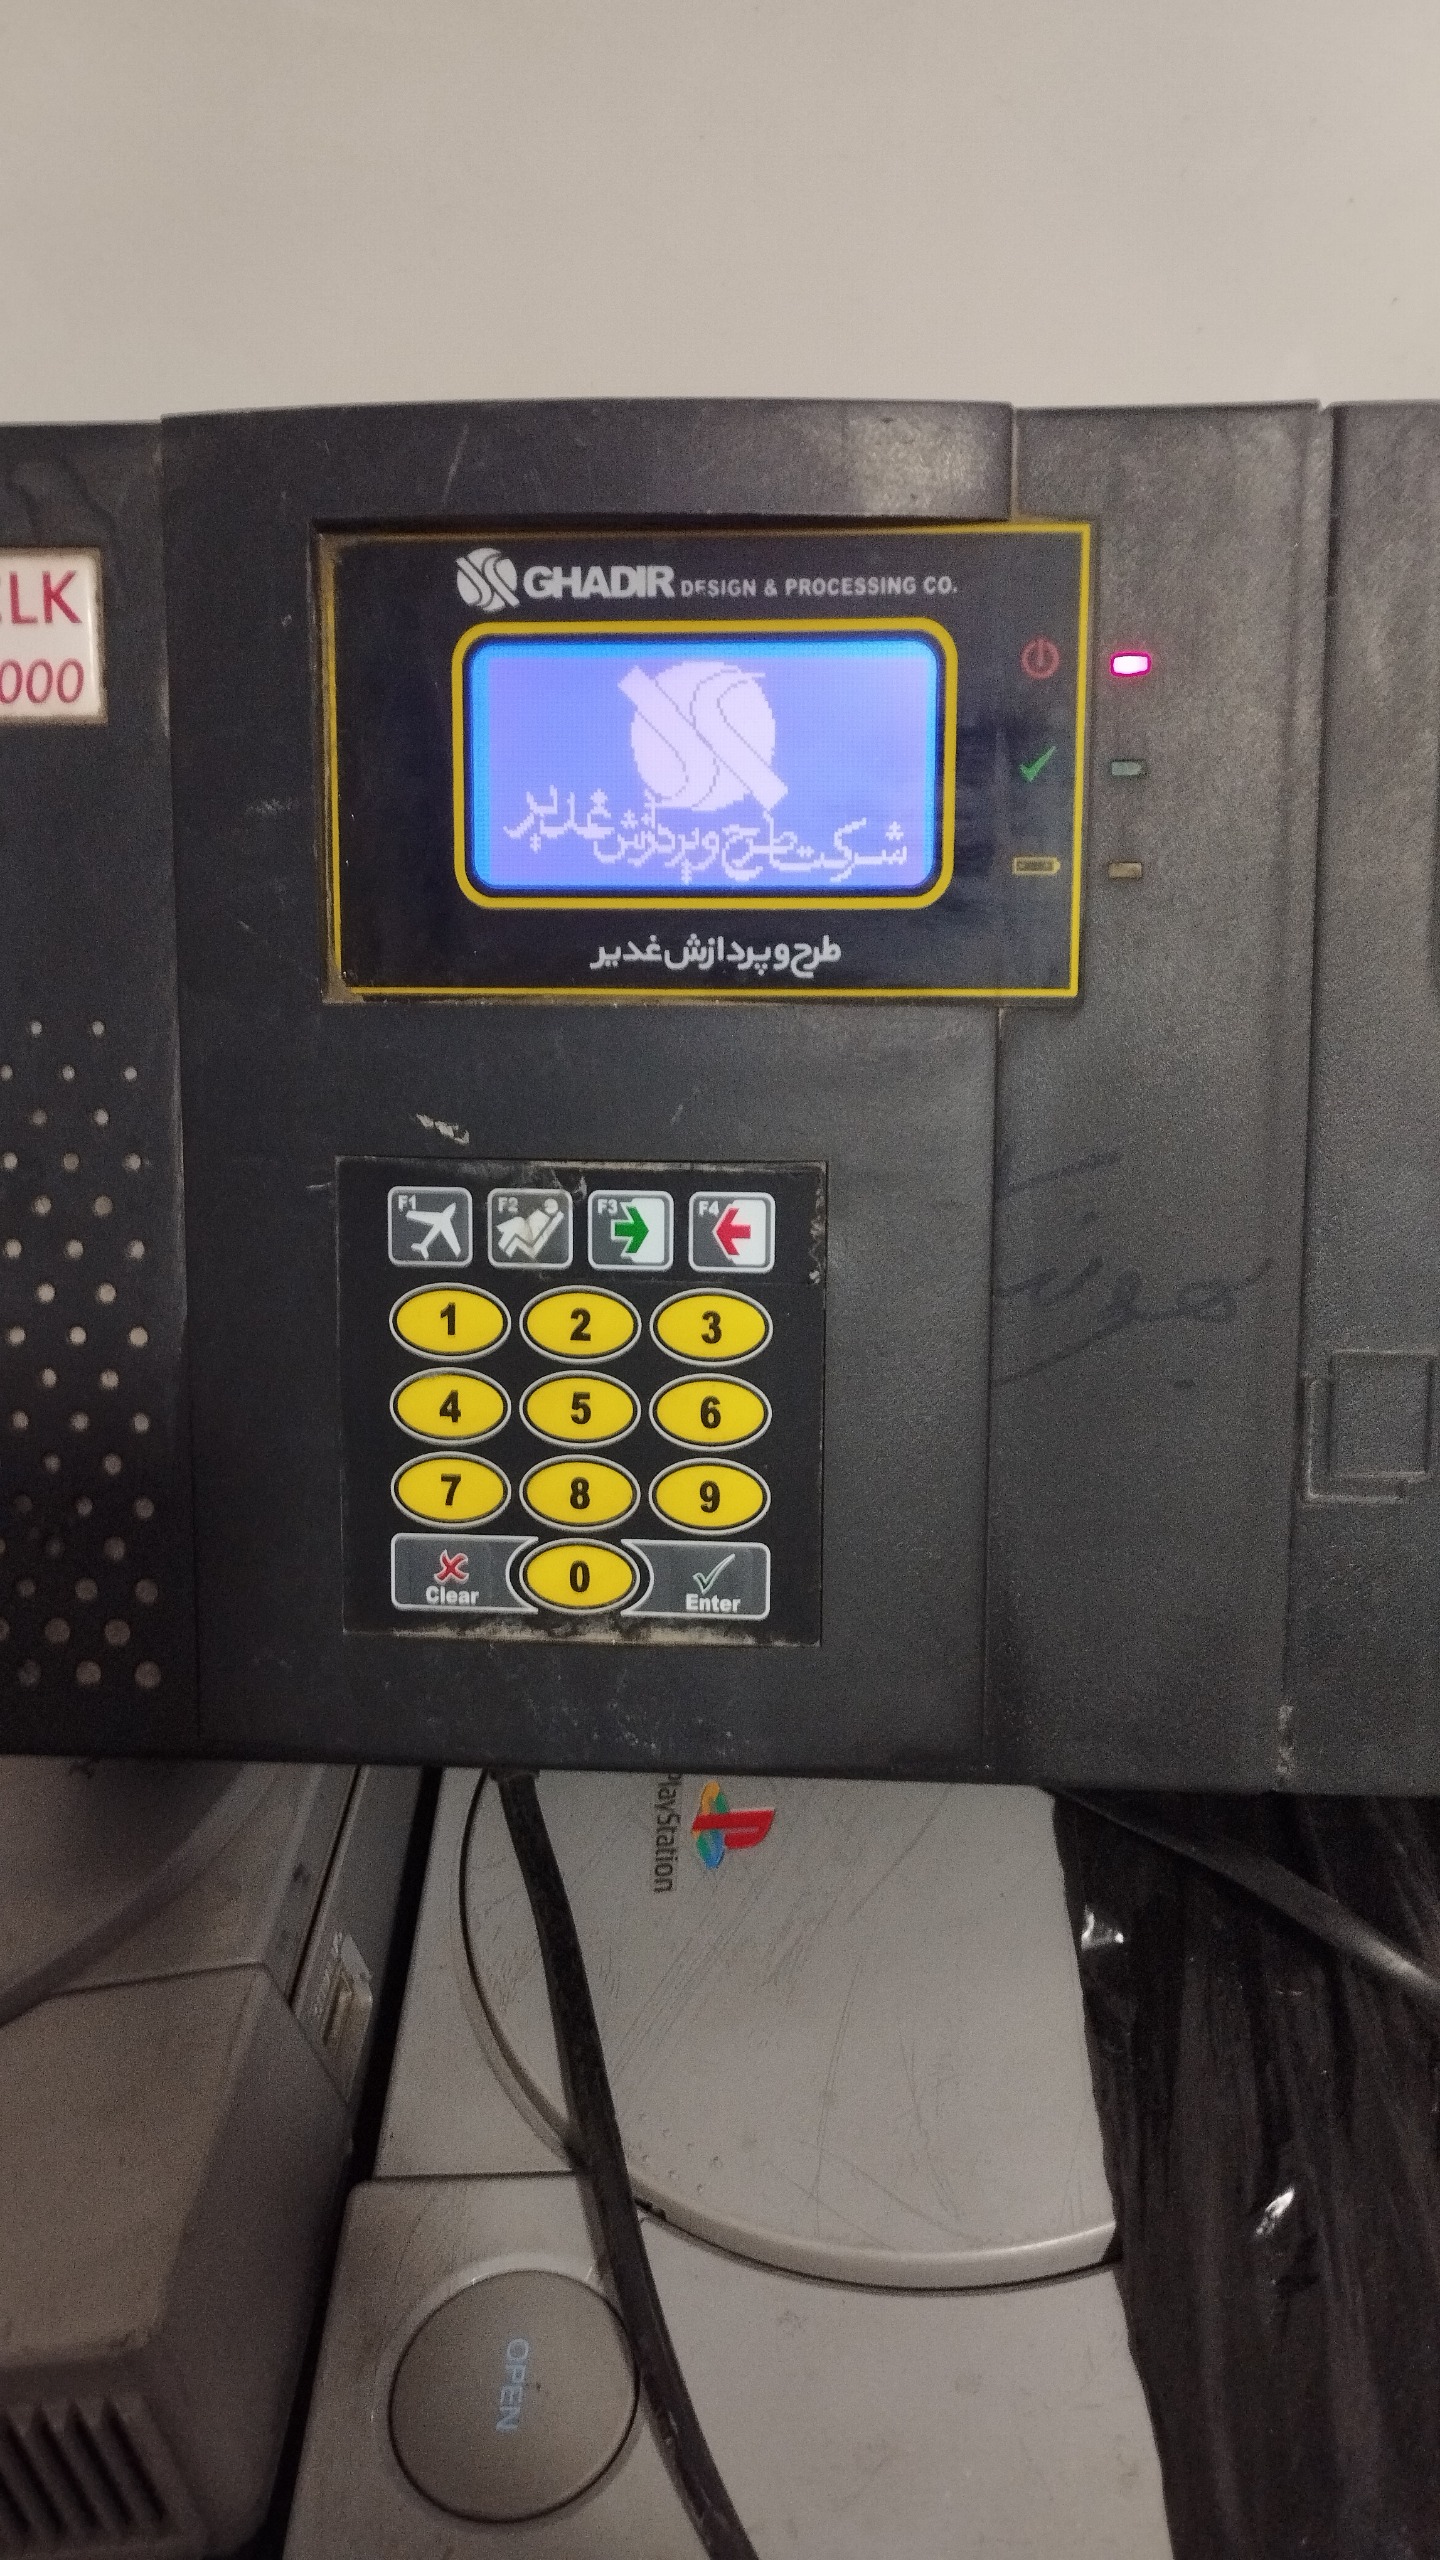 LK
000
GHADIR DESIGN & PROCESSING CO.
شرکت طرح و پردازش غدیر
طرح و پردازش غدیر
F1 F2 F3 F4
1 2 3
4 5 6
7 8 9
Clear 0 Enter
PlayStation
OPEN